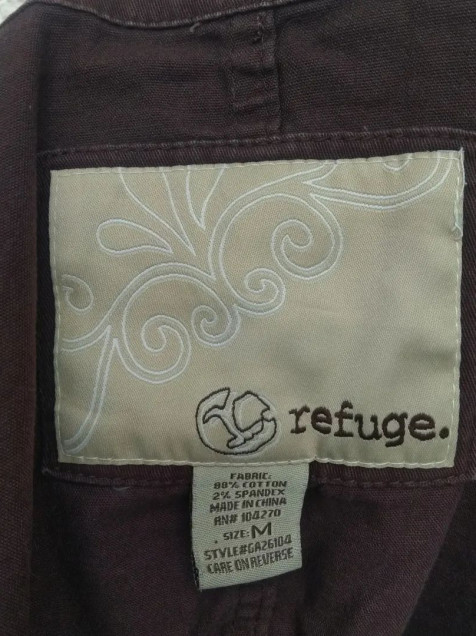 refuge.
FABRIC:
98% COTTON
2% SPANDEX
MADE IN CHINA
RN# 104270
SIZE: M
STYLE#GA26104
CARE ON REVERSE